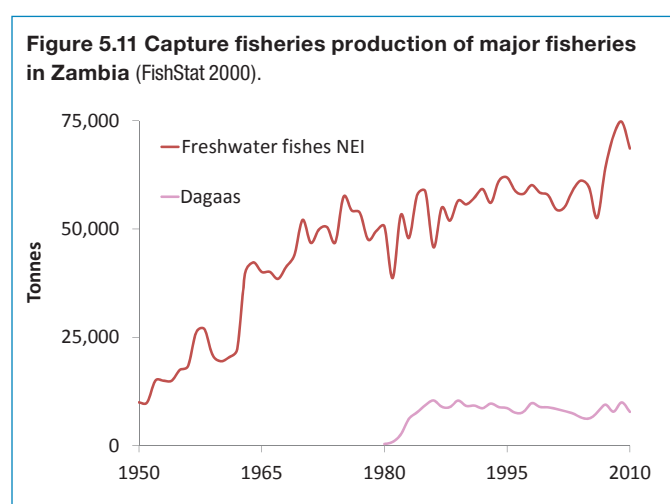 Figure 5.11 Capture fisheries production of major fisheries
in Zambia (FishStat 2000).
75,000
Freshwater fishes NEI
Dagaas
50,000
Tonnes
25,000
0
1950
1965
1980
1995
2010